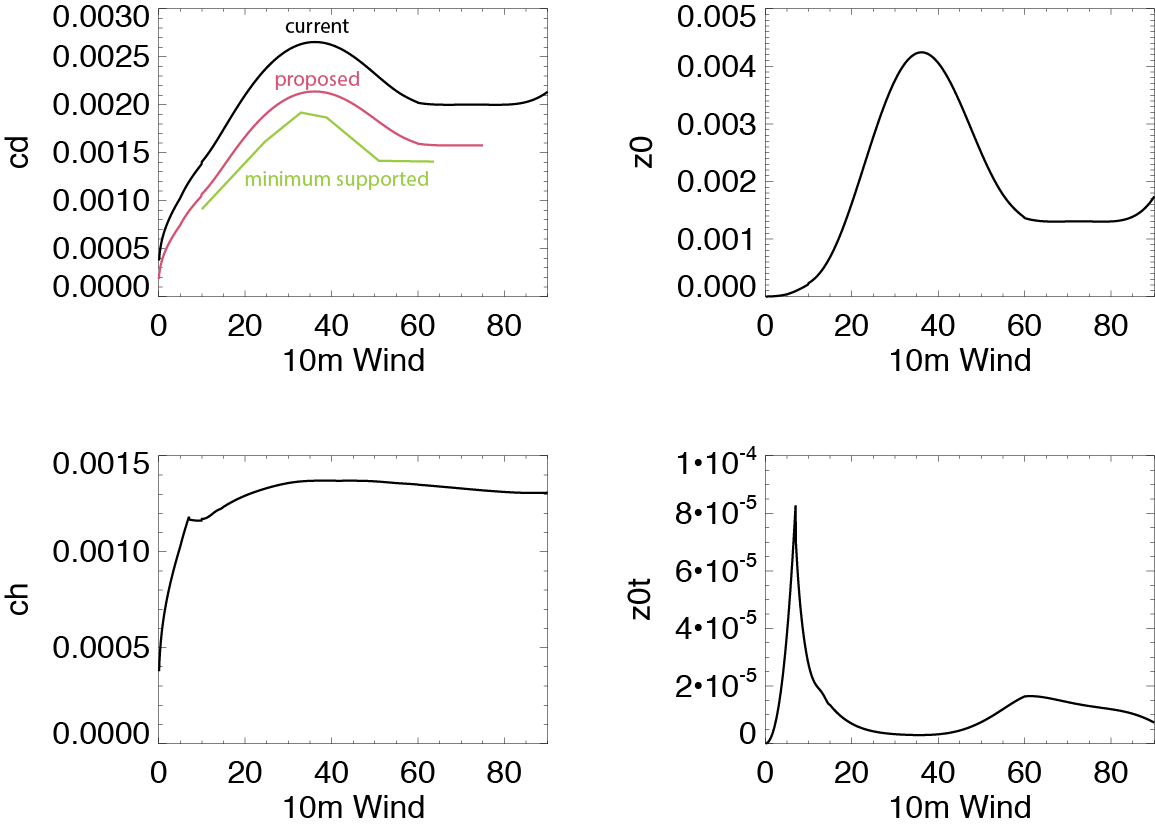 0.0030
0.0025
0.0020
0.0015
0.0010
0.0005
0.0000
cd
current
proposed
minimum supported
0 20 40 60 80
10m Wind
0.005
0.004
0.003
0.002
0.001
0.000
z0
0 20 40 60 80
10m Wind
0.0015
0.0010
0.0005
0.0000
ch
0 20 40 60 80
10m Wind
1•10-4
8•10-5
6•10-5
4•10-5
2•10-5
0
z0t
0 20 40 60 80
10m Wind